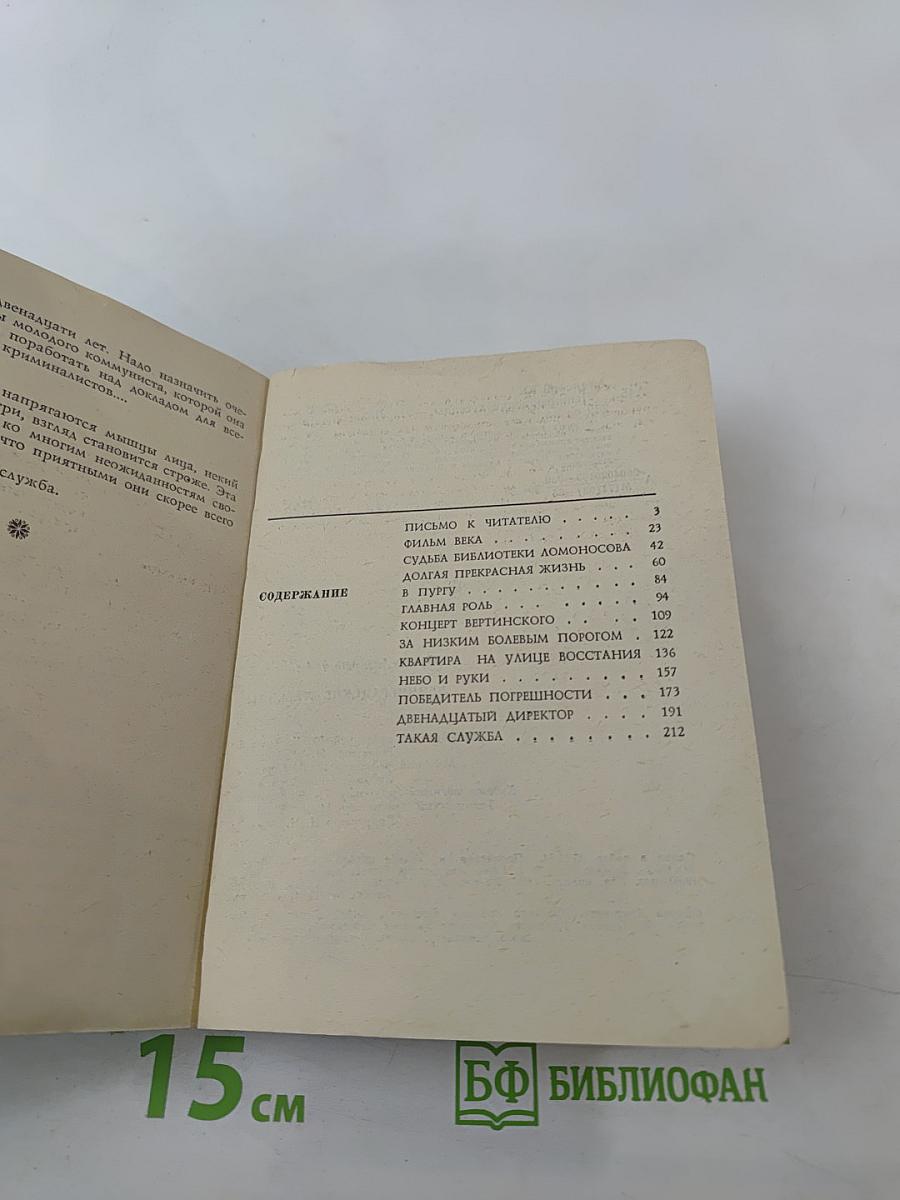 двенадцати лет. Надо назначить оче-
молодого коммуниста, которой она
поработать над докладом для все-
криминалистов....
напрягаются мышцы лица, некий
взгляд становится строже. Эта
ко многим неожиданностям сво-
что приятными они скорее всего
служба.
СОДЕРЖАНИЕ
ПИСЬМО К ЧИТАТЕЛЮ . . . . . 3
ФИЛЬМ ВЕКА . . . . . . . . . 23
СУДЬБА БИБЛИОТЕКИ ЛОМОНОСОВА 42
ДОЛГАЯ ПРЕКРАСНАЯ ЖИЗНЬ . . . 60
В ПУРГУ . . . . . . . . . . . 84
ГЛАВНАЯ РОЛЬ . . . . . . . . 94
КОНЦЕРТ ВЕРТИНСКОГО . . . . 109
ЗА НИЗКИМ БОЛЕВЫМ ПОРОГОМ . 122
КВАРТИРА НА УЛИЦЕ ВОССТАНИЯ 136
НЕБО И РУКИ . . . . . . . . . 157
ПОБЕДИТЕЛЬ ПОГРЕШНОСТИ . . . 173
ДВЕНАДЦАТЫЙ ДИРЕКТОР . . . . 191
ТАКАЯ СЛУЖБА . . . . . . . . 212
15 см
БФ БИБЛИОФАН